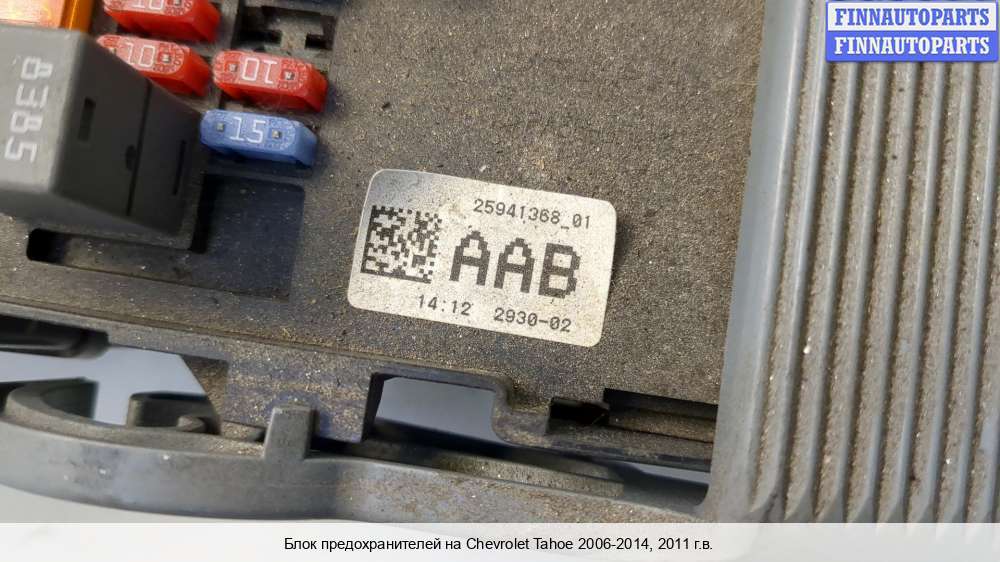 FINNAUTOPARTS
FINNAUTOPARTS
10
10
10
15
8385
25941368_01
AAB
14:12 2930-02
Блок предохранителей на Chevrolet Tahoe 2006-2014, 2011 г.в.